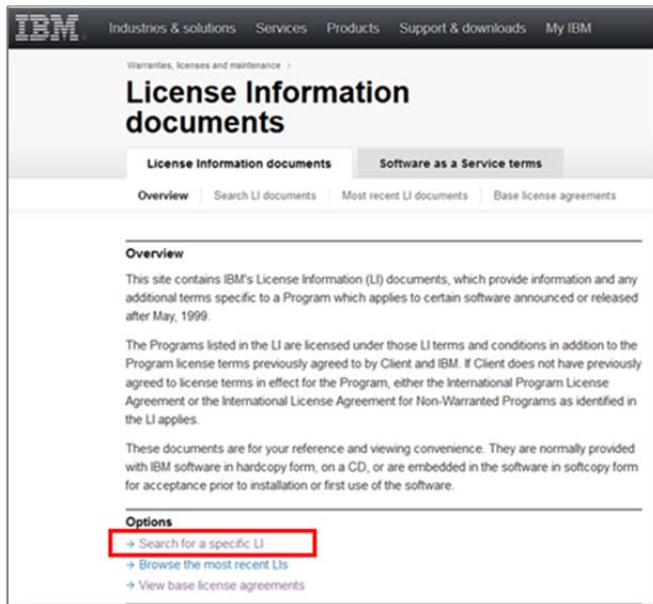 IBM
Industries & solutions Services Products Support & downloads My IBM
Warranties, licenses and maintenance >
License Information
documents
License Information documents Software as a Service terms
Overview Search LI documents Most recent LI documents Base license agreements
Overview
This site contains IBM's License Information (LI) documents, which provide information and any
additional terms specific to a Program which applies to certain software announced or released
after May, 1999.
The Programs listed in the LI are licensed under those LI terms and conditions in addition to the
Program license terms previously agreed to by Client and IBM. If Client does not have previously
agreed to license terms in effect for the Program, either the International Program License
Agreement or the International License Agreement for Non-Warranted Programs as identified in
the LI applies.
These documents are for your reference and viewing convenience. They are normally provided
with IBM software in hardcopy form, on a CD, or are embedded in the software in softcopy form
for acceptance prior to installation or first use of the software.
Options
→ Search for a specific LI
→ Browse the most recent LIs
→ View base license agreements